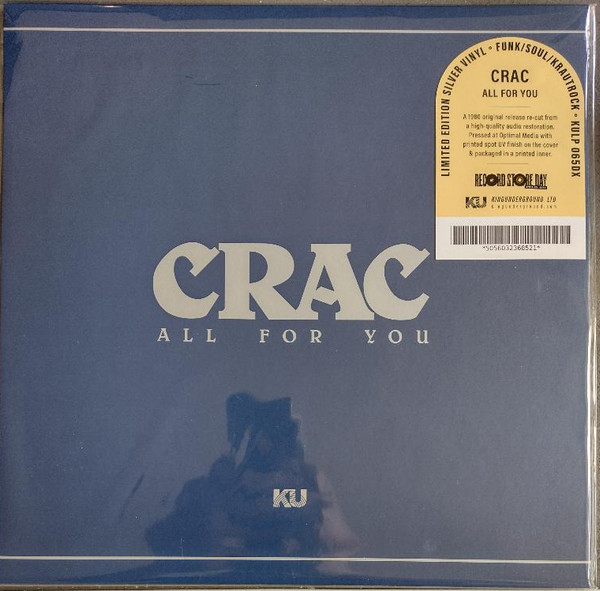 LIMITED EDITION SILVER VINYL • FUNK/SOUL/KRAUTROCK • KULP 065DX
CRAC
ALL FOR YOU
A 1980 original release re-cut from
a high-quality audio restoration.
Pressed at Optimal Media with
printed spot UV finish on the cover
& packaged in a printed inner.
RECORD STORE DAY
KU KINGUNDERGROUND LTD
kingunderground.com
*5056032368521*
CRAC
ALL FOR YOU
KU